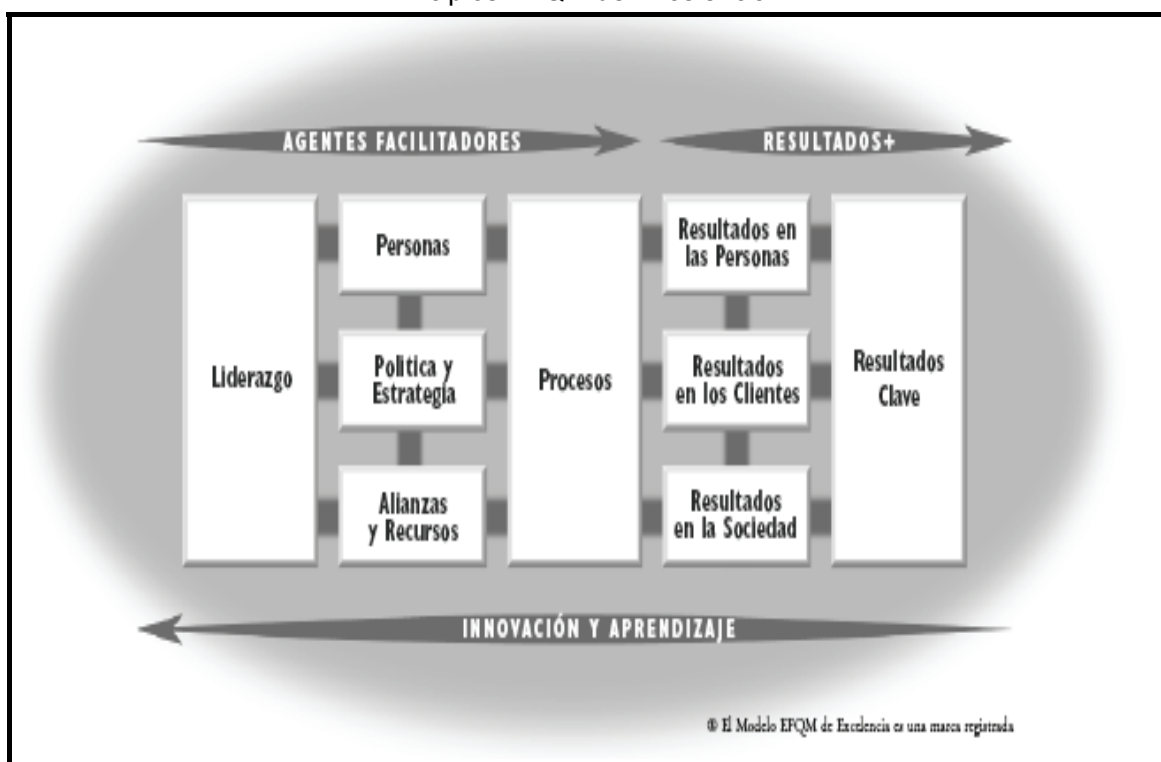 AGENTES FACILITADORES
RESULTADOS+
Liderazgo
Personas
Política y
Estrategia
Alianzas
y Recursos
Procesos
Resultados en
las Personas
Resultados
en los Clientes
Resultados
en la Sociedad
Resultados
Clave
INNOVACIÓN Y APRENDIZAJE
® El Modelo EFQM de Excelencia es una marca registrada